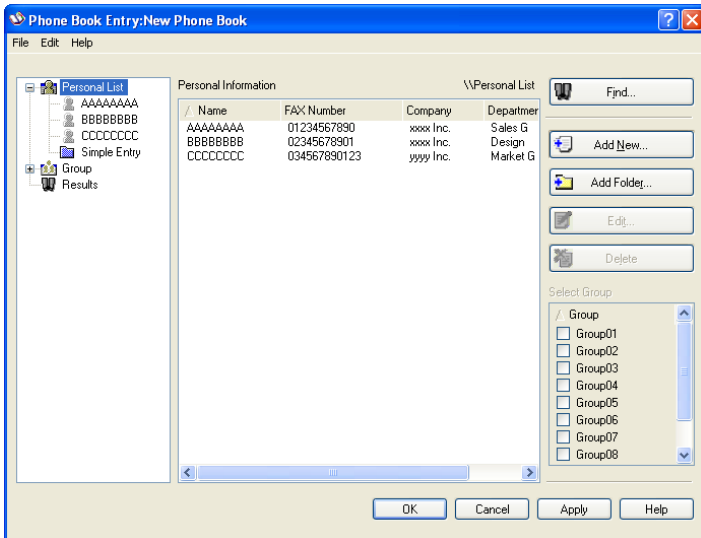 Phone Book Entry:New Phone Book
File Edit Help
Personal List
AAAAAAAA
BBBBBBBB
CCCCCCCC
Simple Entry
Group
Results
Personal Information \\Personal List
Name FAX Number Company Departmer
AAAAAAAA 01234567890 xxxx Inc. Sales G
BBBBBBBB 02345678901 xxxx Inc. Design
CCCCCCCC 034567890123 yyyy Inc. Market G
Find...
Add New...
Add Folder...
Edit...
Delete
Select Group
Group
Group01
Group02
Group03
Group04
Group05
Group06
Group07
Group08
OK Cancel Apply Help